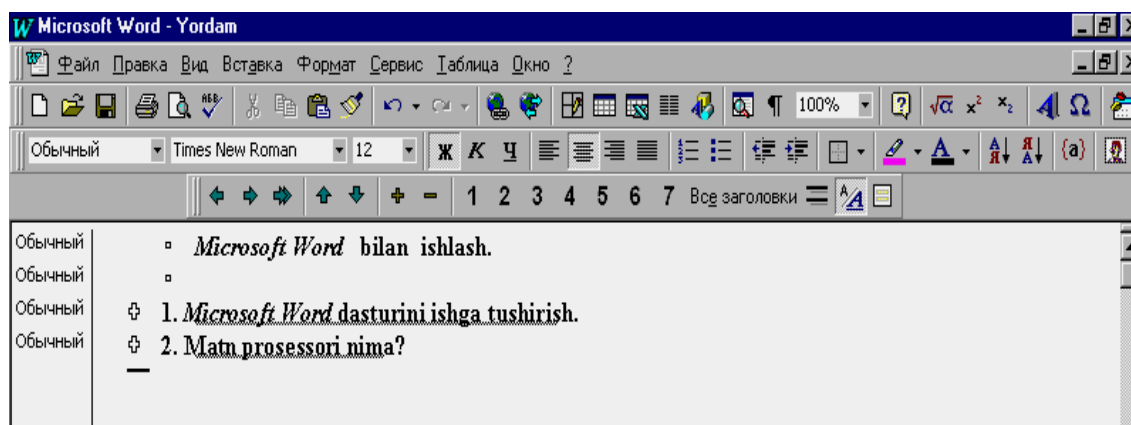 Microsoft Word - Yordam
Файл Правка Вид Вставка Формат Сервис Таблица Окно ?
100%
Обычный Times New Roman 12 Ж К Ч {a}
1 2 3 4 5 6 7 Все заголовки
Обычный Microsoft Word bilan ishlash.
Обычный
Обычный 1. Microsoft Word dasturini ishga tushirish.
Обычный 2. Matn prosessori nima?